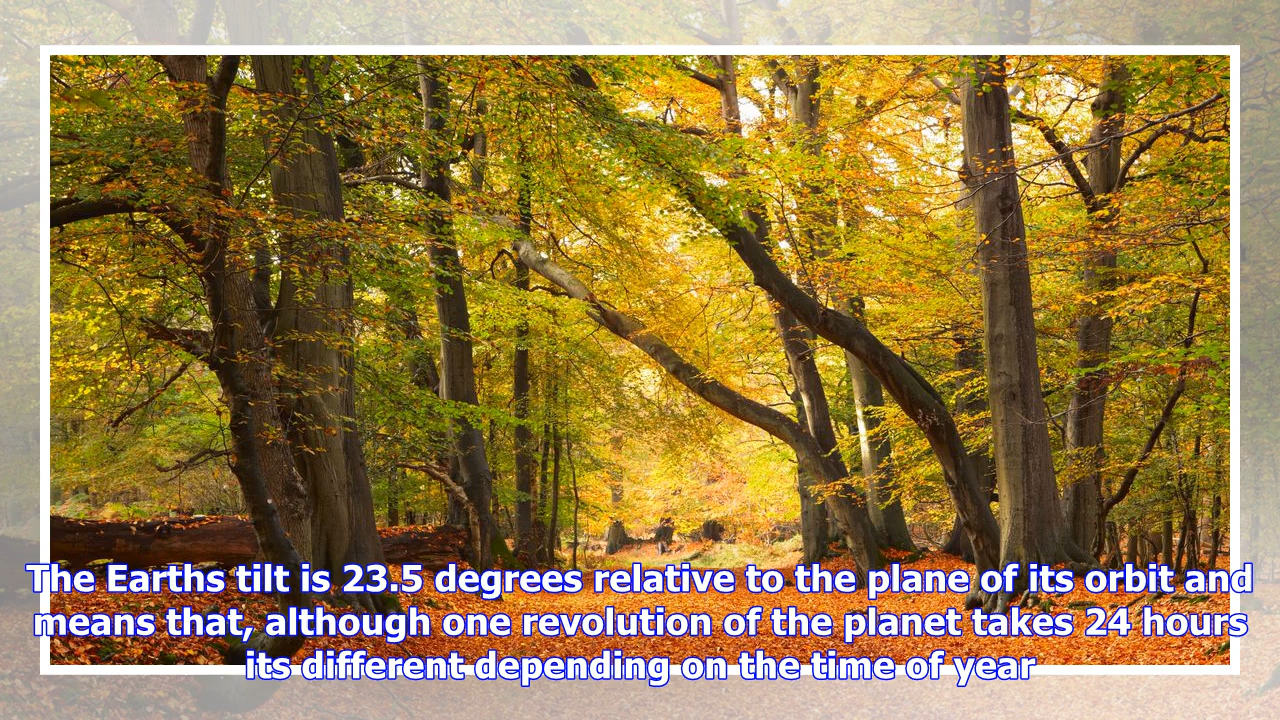 The Earths tilt is 23.5 degrees relative to the plane of its orbit and
means that, although one revolution of the planet takes 24 hours
its different depending on the time of year